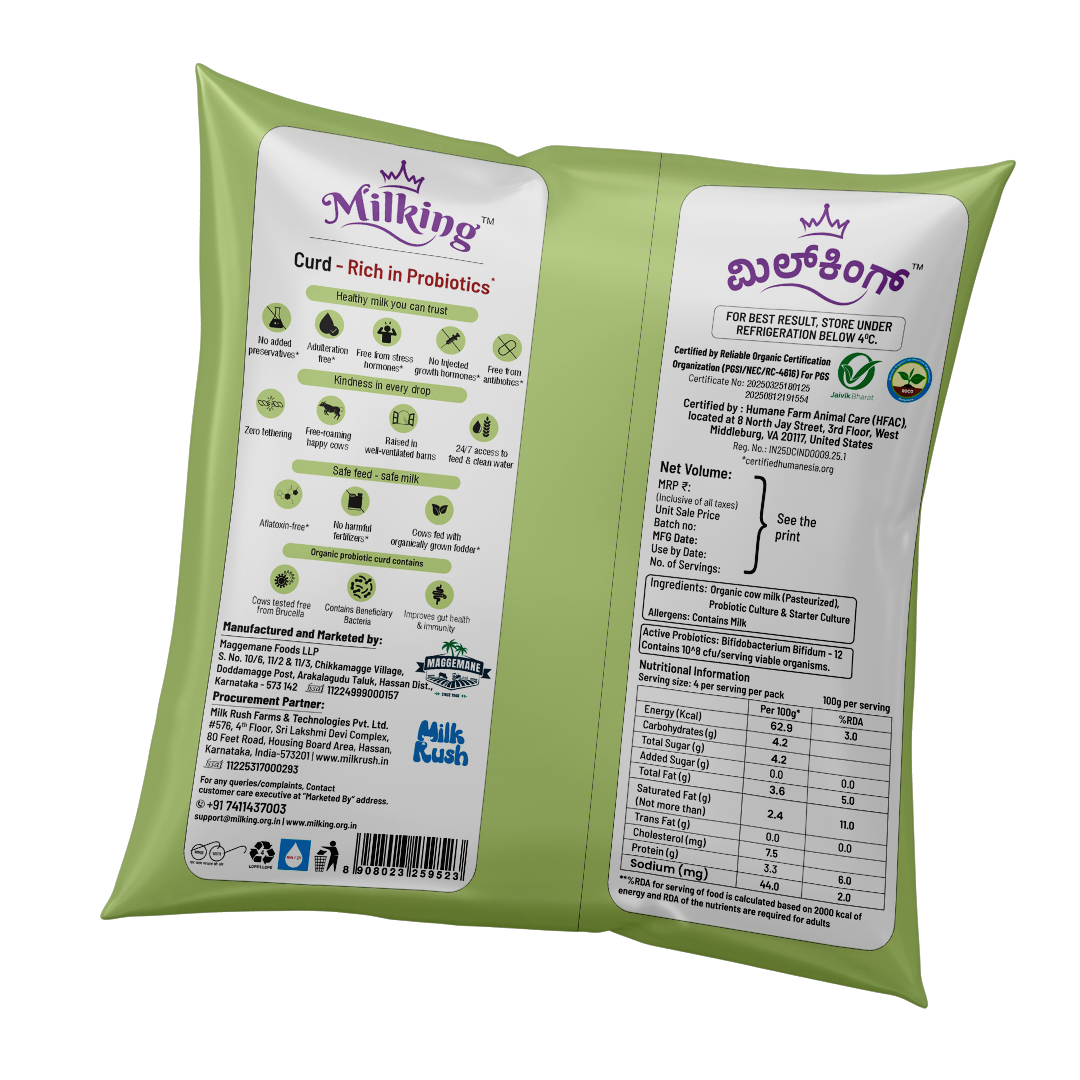 Milking™
Curd - Rich in Probiotics*
Healthy milk you can trust
No added
preservatives*
Adulteration
free*
Free from stress
hormones*
No Injected
growth hormones*
Free from
antibiotics*
Kindness in every drop
Zero tethering
Free-roaming
happy cows
Raised in
well-ventilated barns
24/7 access to
feed & clean water
Safe feed - safe milk
Aflatoxin-free*
No harmful
fertilizers*
Cows fed with
organically grown fodder*
Organic probiotic curd contains
Cows tested free
from Brucella
Contains Beneficiary
Bacteria
Improves gut health
& immunity
Manufactured and Marketed by:
Maggemane Foods LLP
S. No. 10/6, 11/2 & 11/3, Chikkamagge Village,
Doddamagge Post, Arakalagudu Taluk, Hassan Dist.,
Karnataka - 573 142 fssai 11224999000157
MAGGEMANE
Procurement Partner:
Milk Rush Farms & Technologies Pvt. Ltd.
#576, 4th Floor, Sri Lakshmi Devi Complex,
80 Feet Road, Housing Board Area, Hassan,
Karnataka, India-573201 | www.milkrush.in
fssai 11225317000293
Milk
Rush
For any queries/complaints, Contact
customer care executive at “Marketed By” address.
+91 7411437003
support@milking.org.in | www.milking.org.in
LDPE/LLDPE
8 908023 259523
ಮಿಲ್‌ಕಿಂಗ್™
FOR BEST RESULT, STORE UNDER
REFRIGERATION BELOW 4°C.
Certified by Reliable Organic Certification
Organization (PGSI/NEC/RC-4616) For PGS
Certificate No: 20250325180125
20250812191554
Jaivik Bharat
ROCO
Certified by : Humane Farm Animal Care (HFAC),
located at 8 North Jay Street, 3rd Floor, West
Middleburg, VA 20117, United States
Reg. No.: IN25DCIND0009.25.1
*certifiedhumanesia.org
Net Volume:
MRP ₹:
(Inclusive of all taxes)
Unit Sale Price
Batch no:
MFG Date:
Use by Date:
No. of Servings:
See the
print
Ingredients: Organic cow milk (Pasteurized),
Probiotic Culture & Starter Culture
Allergens: Contains Milk
Active Probiotics: Bifidobacterium Bifidum - 12
Contains 10^8 cfu/serving viable organisms.
Nutritional Information
Serving size: 4 per serving per pack 100g per serving
Per 100g* %RDA
Energy (Kcal) 62.9 3.0
Carbohydrates (g) 4.2
Total Sugar (g) 4.2
Added Sugar (g) 0.0 0.0
Total Fat (g) 3.6 5.0
Saturated Fat (g)
(Not more than) 2.4 11.0
Trans Fat (g) 0.0 0.0
Cholesterol (mg) 7.5
Protein (g) 3.3 6.0
Sodium (mg) 44.0 2.0
**%RDA for serving of food is calculated based on 2000 kcal of
energy and RDA of the nutrients are required for adults